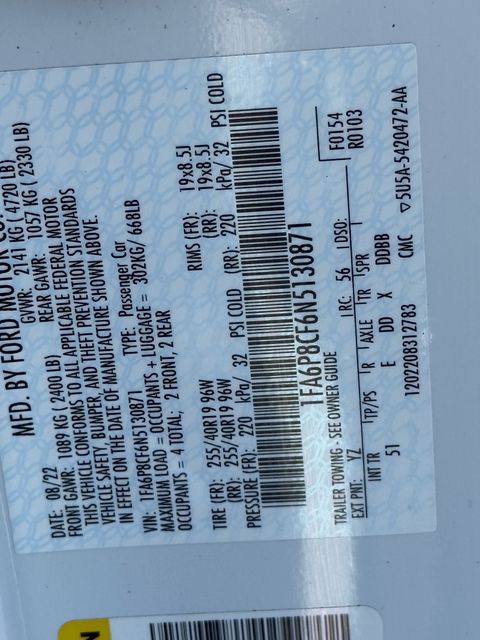 MFD. BY FORD MOTOR CO.
DATE: 08/22 GVWR: 2141 KG ( 4720 LB)
FRONT GAWR: 1089 KG ( 2400 LB) REAR GAWR: 1057 KG ( 2330 LB)
THIS VEHICLE CONFORMS TO ALL APPLICABLE FEDERAL MOTOR
VEHICLE SAFETY, BUMPER, AND THEFT PREVENTION STANDARDS
IN EFFECT ON THE DATE OF MANUFACTURE SHOWN ABOVE.
VIN: 1FA6P8CF6N5130871 TYPE: Passenger Car
MAXIMUM LOAD = OCCUPANTS + LUGGAGE = 302KG/ 668LB
OCCUPANTS = 4 TOTAL; 2 FRONT, 2 REAR
TIRE (FR): 255/40R19 96W RIMS (FR): 19x8.5J
(RR): 255/40R19 96W (RR): 19x8.5J
PRESSURE (FR): 220 kPa/ 32 PSI COLD (RR): 220 kPa/ 32 PSI COLD
1FA6P8CF6N5130871
TRAILER TOWING - SEE OWNER GUIDE F0154
EXT PNT: YZ RC: 56 DSO: R0103
INT TR TP/PS R AXLE TR SPR
51 E DD X DDBB
1202208312783 CMC ▽5U5A-5420472-AA
N